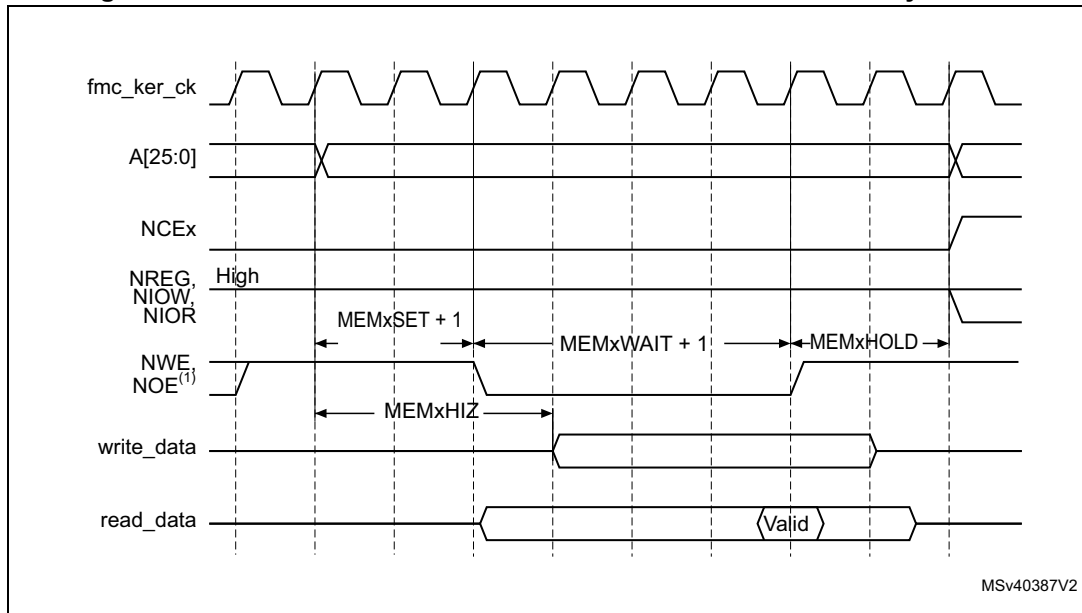 fmc_ker_ck
A[25:0]
NCEx
NREG, High
NIOW,
NIOR
MEMxSET + 1
MEMxWAIT + 1
MEMxHOLD
NWE,
NOE(1)
MEMxHIZ
write_data
read_data
Valid
MSv40387V2